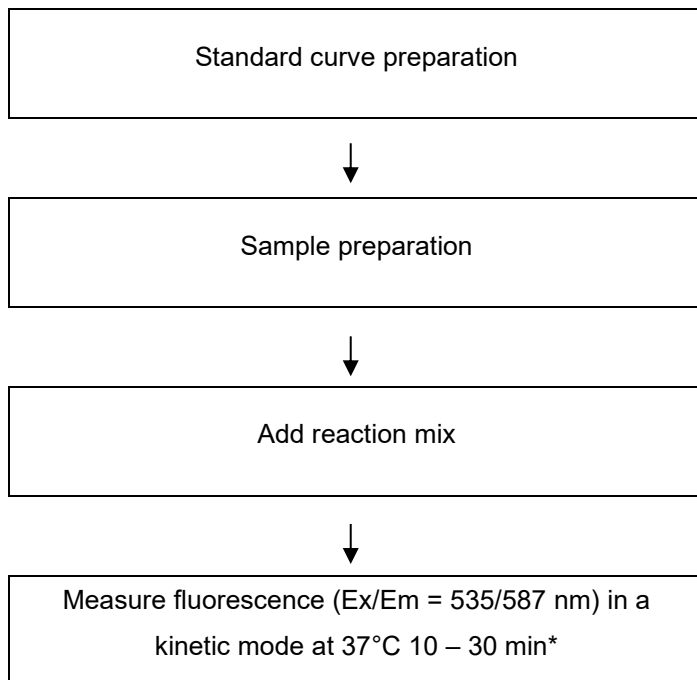 Standard curve preparation
Sample preparation
Add reaction mix
Measure fluorescence (Ex/Em = 535/587 nm) in a
kinetic mode at 37°C 10 – 30 min*